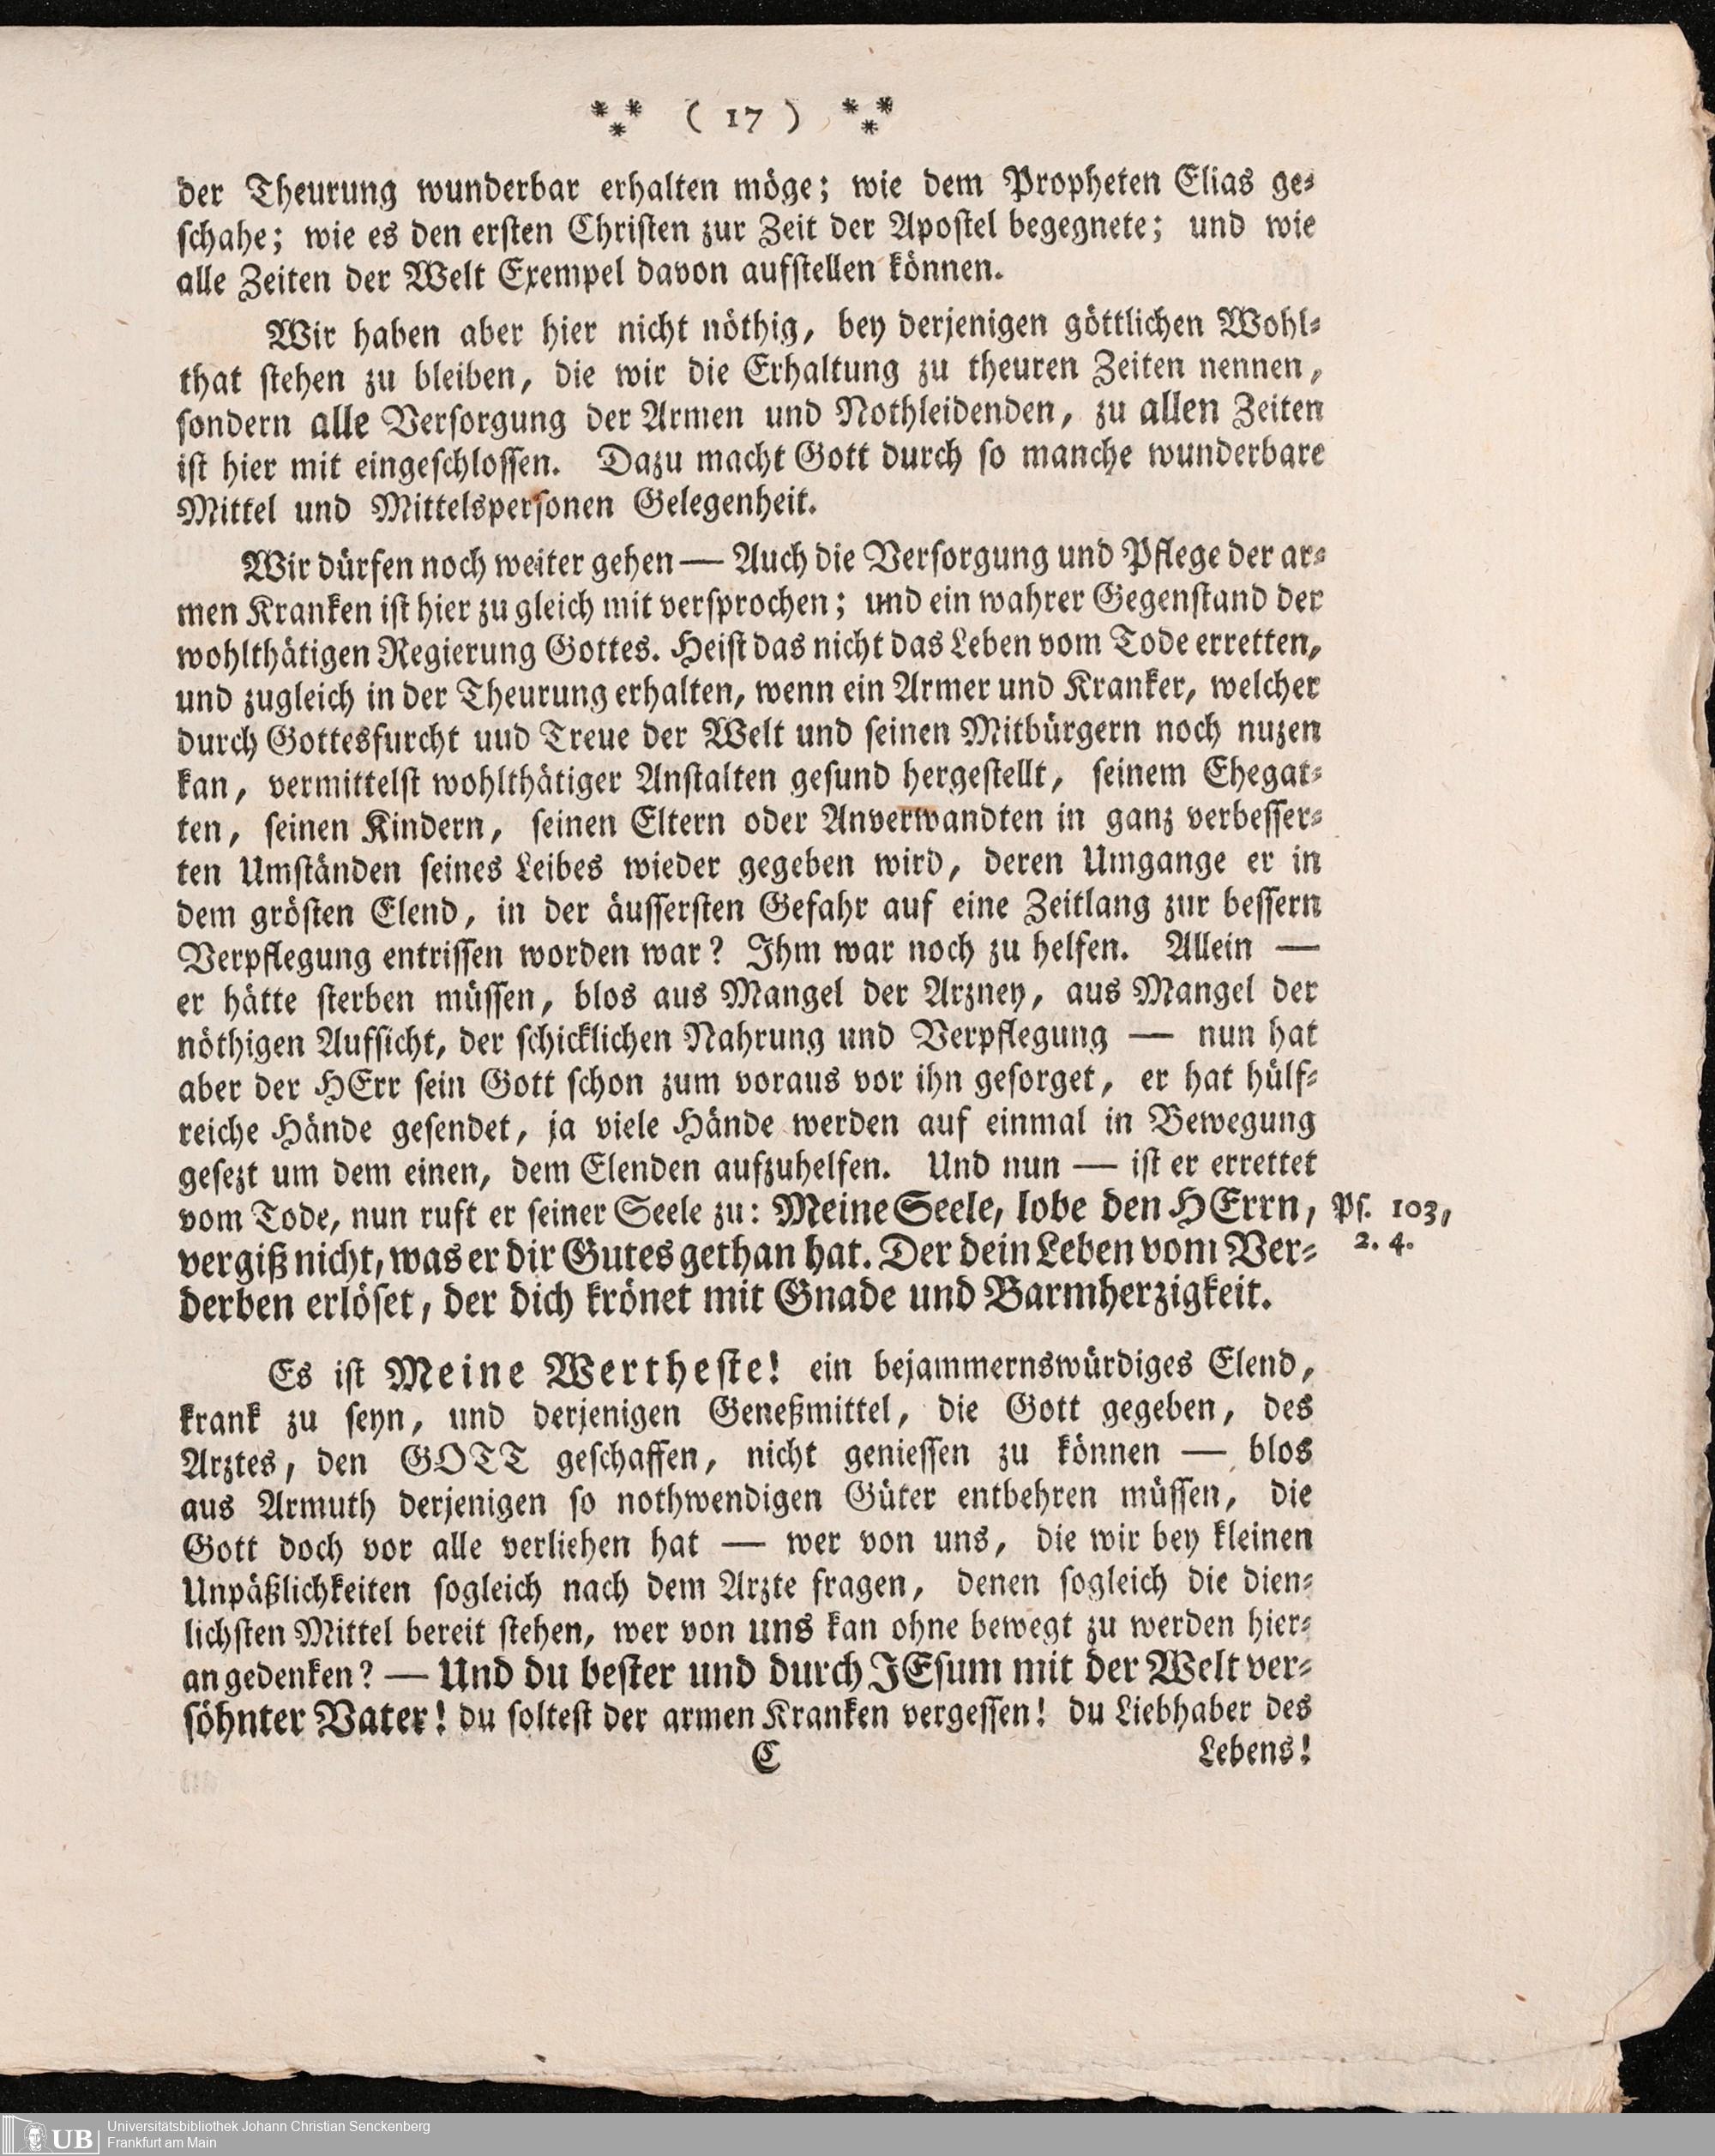 ⁂ ( 17 ) ⁂
der Theurung wunderbar erhalten möge; wie dem Propheten Elias ge-
schahe; wie es den ersten Christen zur Zeit der Apostel begegnete; und wie
alle Zeiten der Welt Exempel davon aufstellen können.
Wir haben aber hier nicht nöthig, bey derjenigen göttlichen Wohl-
that stehen zu bleiben, die wir die Erhaltung zu theuren Zeiten nennen,
sondern alle Versorgung der Armen und Nothleidenden, zu allen Zeiten
ist hier mit eingeschlossen. Dazu macht Gott durch so manche wunderbare
Mittel und Mittelspersonen Gelegenheit.
Wir dürfen noch weiter gehen — Auch die Versorgung und Pflege der ar-
men Kranken ist hier zu gleich mit versprochen; und ein wahrer Gegenstand der
wohlthätigen Regierung Gottes. Heist das nicht das Leben vom Tode erretten,
und zugleich in der Theurung erhalten, wenn ein Armer und Kranker, welcher
durch Gottesfurcht uud Treue der Welt und seinen Mitbürgern noch nuzen
kan, vermittelst wohlthätiger Anstalten gesund hergestellt, seinem Ehegat-
ten, seinen Kindern, seinen Eltern oder Anverwandten in ganz verbesser-
ten Umständen seines Leibes wieder gegeben wird, deren Umgange er in
dem grösten Elend, in der äussersten Gefahr auf eine Zeitlang zur bessern
Verpflegung entrissen worden war? Ihm war noch zu helfen. Allein —
er hätte sterben müssen, blos aus Mangel der Arzney, aus Mangel der
nöthigen Aufsicht, der schicklichen Nahrung und Verpflegung — nun hat
aber der HErr sein Gott schon zum voraus vor ihn gesorget, er hat hülf-
reiche Hände gesendet, ja viele Hände werden auf einmal in Bewegung
gesezt um dem einen, dem Elenden aufzuhelfen. Und nun — ist er errettet
vom Tode, nun ruft er seiner Seele zu: Meine Seele, lobe den HErrn, Ps. 103,
vergiß nicht, was er dir Gutes gethan hat. Der dein Leben vom Ver- 2. 4.
derben erlöset, der dich krönet mit Gnade und Barmherzigkeit.
Es ist Meine Wertheste! ein bejammernswürdiges Elend,
krank zu seyn, und derjenigen Geneßmittel, die Gott gegeben, des
Arztes, den GOTT geschaffen, nicht geniessen zu können — blos
aus Armuth derjenigen so nothwendigen Güter entbehren müssen, die
Gott doch vor alle verliehen hat — wer von uns, die wir bey kleinen
Unpäßlichkeiten sogleich nach dem Arzte fragen, denen sogleich die dien-
lichsten Mittel bereit stehen, wer von uns kan ohne bewegt zu werden hier-
an gedenken? — Und du bester und durch JEsum mit der Welt ver-
söhnter Vater! du soltest der armen Kranken vergessen! du Liebhaber des
C Lebens!
UB Universitätsbibliothek Johann Christian Senckenberg
Frankfurt am Main